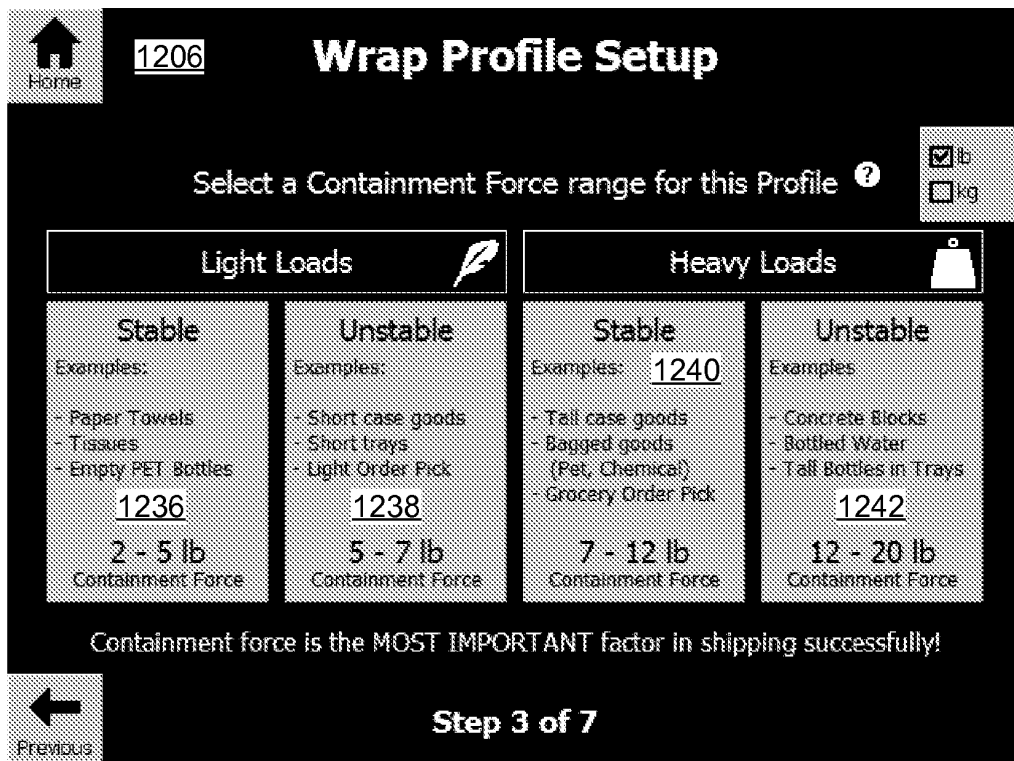 Home
1206
Wrap Profile Setup
Select a Containment Force range for this Profile ?
lb
kg
Light Loads
Heavy Loads
Stable
Examples:
- Paper Towels
- Tissues
- Empty PET Bottles
1236
2 - 5 lb
Containment Force
Unstable
Examples:
- Short case goods
- Short trays
- Light Order Pick
1238
5 - 7 lb
Containment Force
Stable
Examples:
1240
- Tall case goods
- Bagged goods
(Pet, Chemical)
- Grocery Order Pick
7 - 12 lb
Containment Force
Unstable
Examples
- Concrete Blocks
- Bottled Water
- Tall Bottles in Trays
1242
12 - 20 lb
Containment Force
Containment force is the MOST IMPORTANT factor in shipping successfully!
Previous
Step 3 of 7